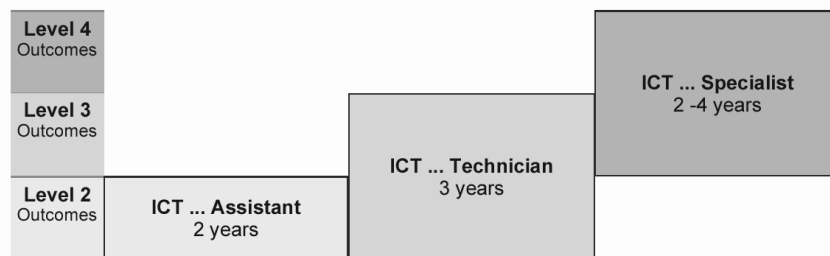 Level 4
Outcomes
ICT ... Specialist
2 -4 years
Level 3
Outcomes
ICT ... Technician
3 years
Level 2
Outcomes
ICT ... Assistant
2 years